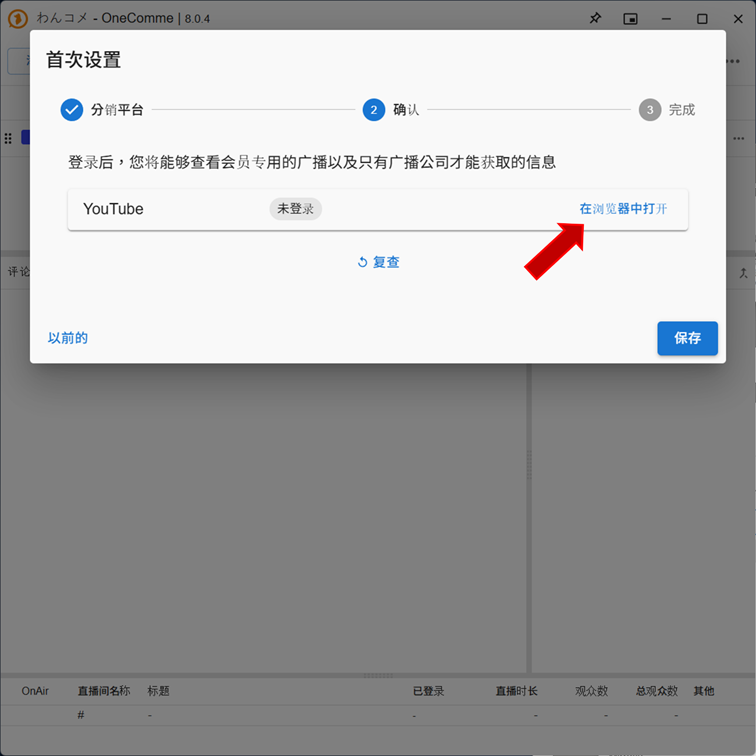 わんコメ - OneComme | 8.0.4
首次设置
分销平台
2 确认
3 完成
登录后，您将能够查看会员专用的广播以及只有广播公司才能获取的信息
YouTube 未登录 在浏览器中打开
复查
评论
以前的 保存
OnAir 直播间名称 标题 已登录 直播时长 观众数 总观众数 其他
# - - - - -